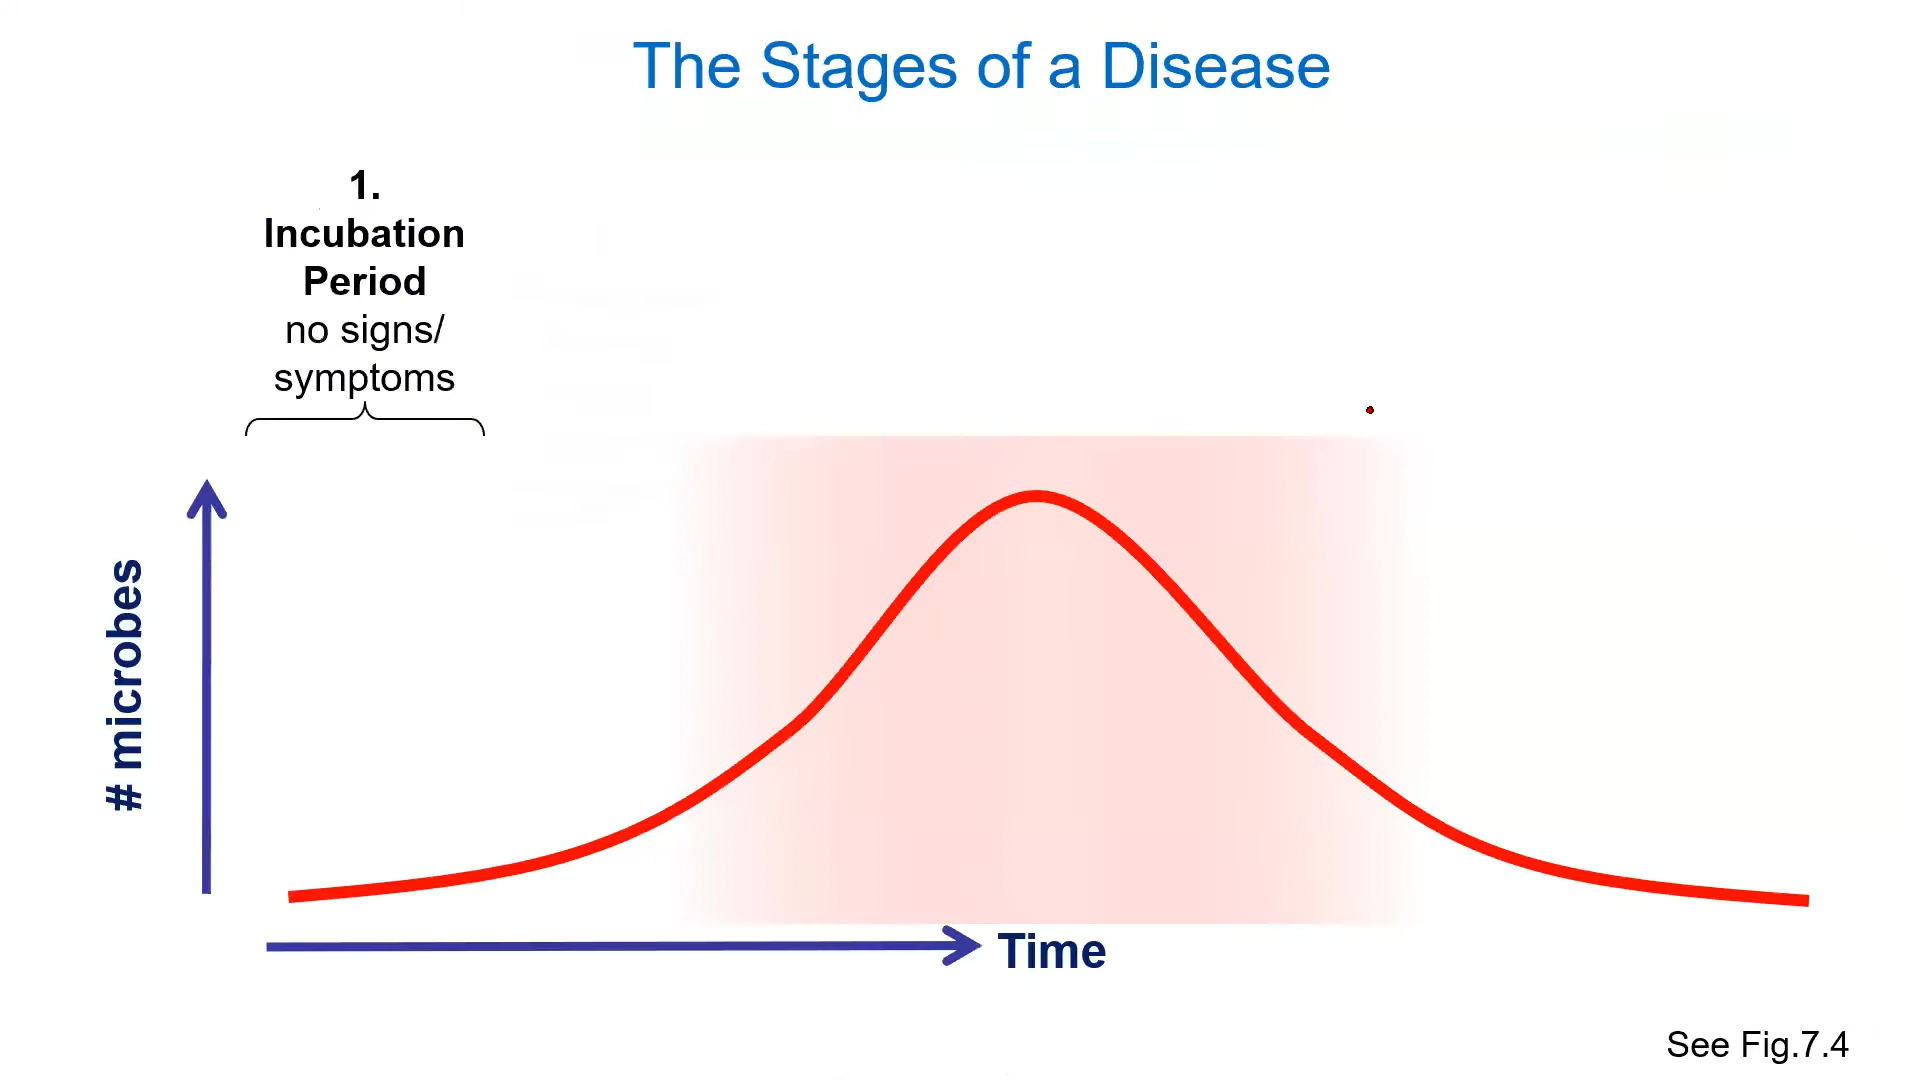 The Stages of a Disease
1.
Incubation
Period
no signs/
symptoms
# microbes
Time
See Fig.7.4